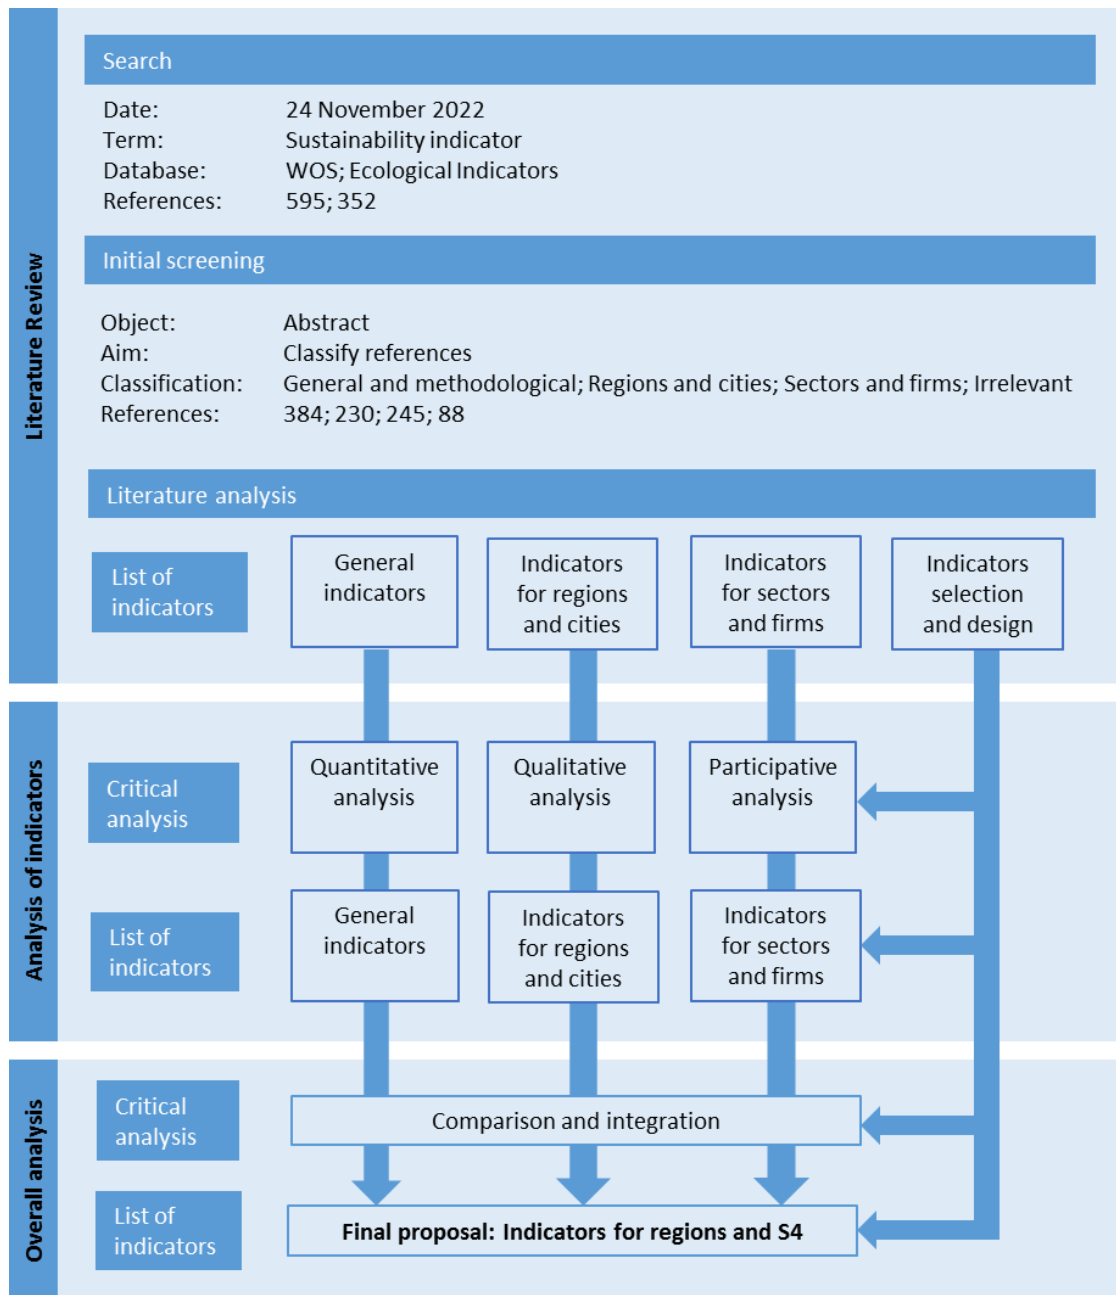 Literature Review
Search
Date: 24 November 2022
Term: Sustainability indicator
Database: WOS; Ecological Indicators
References: 595; 352
Initial screening
Object: Abstract
Aim: Classify references
Classification: General and methodological; Regions and cities; Sectors and firms; Irrelevant
References: 384; 230; 245; 88
Literature analysis
List of
indicators
General
indicators
Indicators
for regions
and cities
Indicators
for sectors
and firms
Indicators
selection
and design
Analysis of indicators
Critical
analysis
Quantitative
analysis
Qualitative
analysis
Participative
analysis
List of
indicators
General
indicators
Indicators
for regions
and cities
Indicators
for sectors
and firms
Overall analysis
Critical
analysis
Comparison and integration
List of
indicators
Final proposal: Indicators for regions and S4